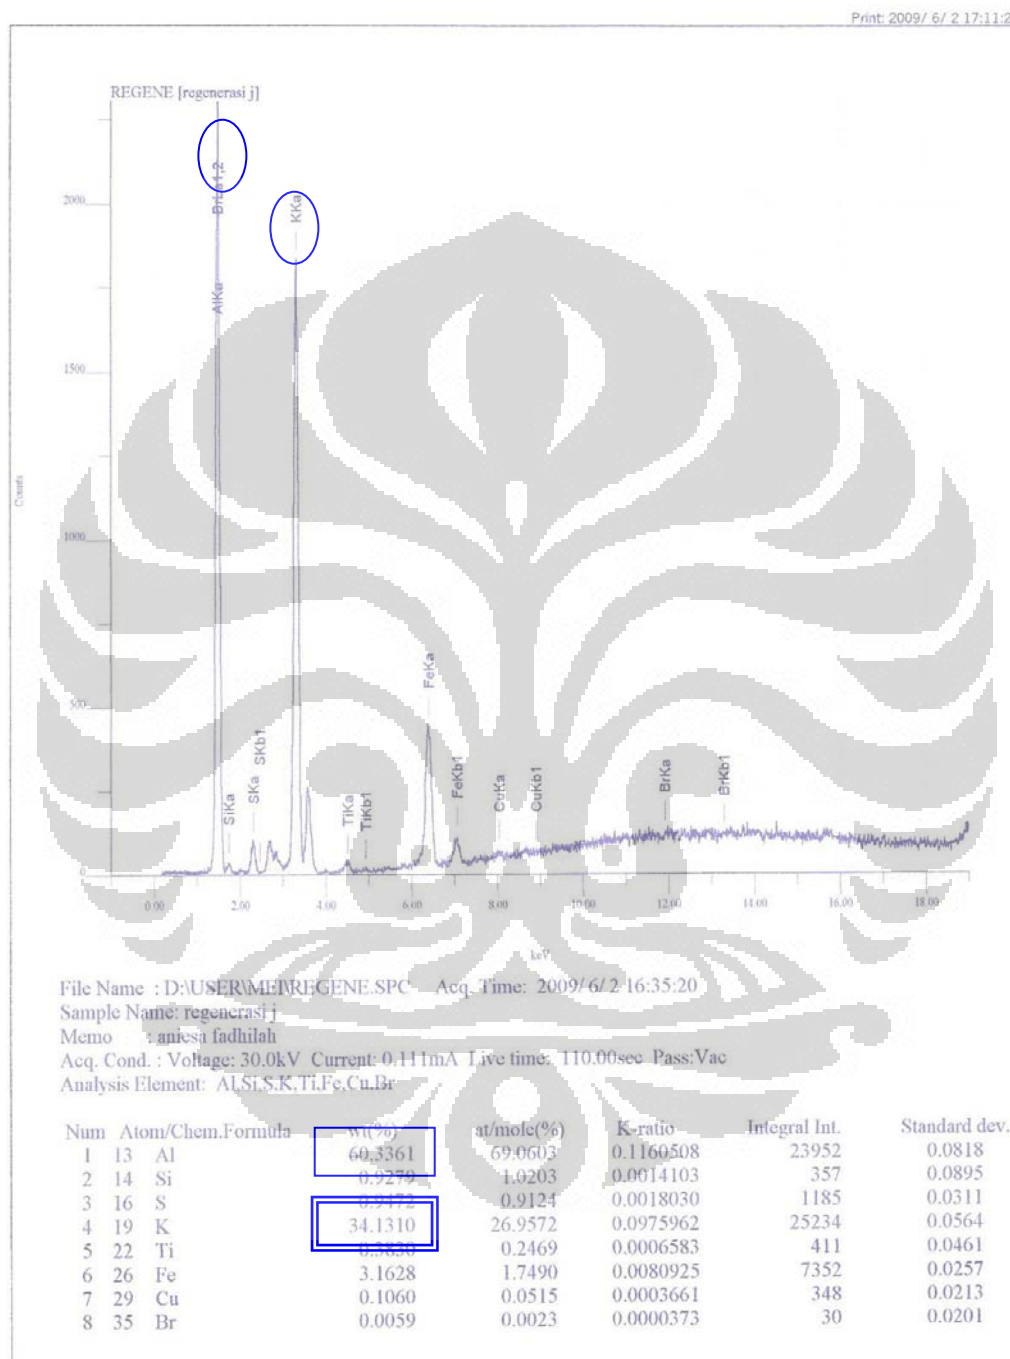 Print: 2009/ 6/ 2 17:11:2
REGENE [regenerasi j]
BrLa1,2
KKa
2000
AlKa
1500
Counts
1000
FeKa
500
SKb1
BrKa
BrKb1
SiKa
SKa
TiKa
TiKb1
FeKb1
CuKa
CuKb1
0
0.00 2.00 4.00 6.00 8.00 10.00 12.00 14.00 16.00 18.00
keV
File Name : D:\USER\MEI\REGENE.SPC Acq. Time: 2009/ 6/ 2 16:35:20
Sample Name: regenerasi j
Memo : aniesa fadhilah
Acq. Cond. : Voltage: 30.0kV Current: 0.111mA Live time: 110.00sec Pass:Vac
Analysis Element: Al,Si,S,K,Ti,Fe,Cu,Br
Num Atom/Chem.Formula wt(%) at/mole(%) K-ratio Integral Int. Standard dev.
1 13 Al 60.3361 69.0603 0.1160508 23952 0.0818
2 14 Si 0.9279 1.0203 0.0014103 357 0.0895
3 16 S 0.9472 0.9124 0.0018030 1185 0.0311
4 19 K 34.1310 26.9572 0.0975962 25234 0.0564
5 22 Ti 0.3830 0.2469 0.0006583 411 0.0461
6 26 Fe 3.1628 1.7490 0.0080925 7352 0.0257
7 29 Cu 0.1060 0.0515 0.0003661 348 0.0213
8 35 Br 0.0059 0.0023 0.0000373 30 0.0201